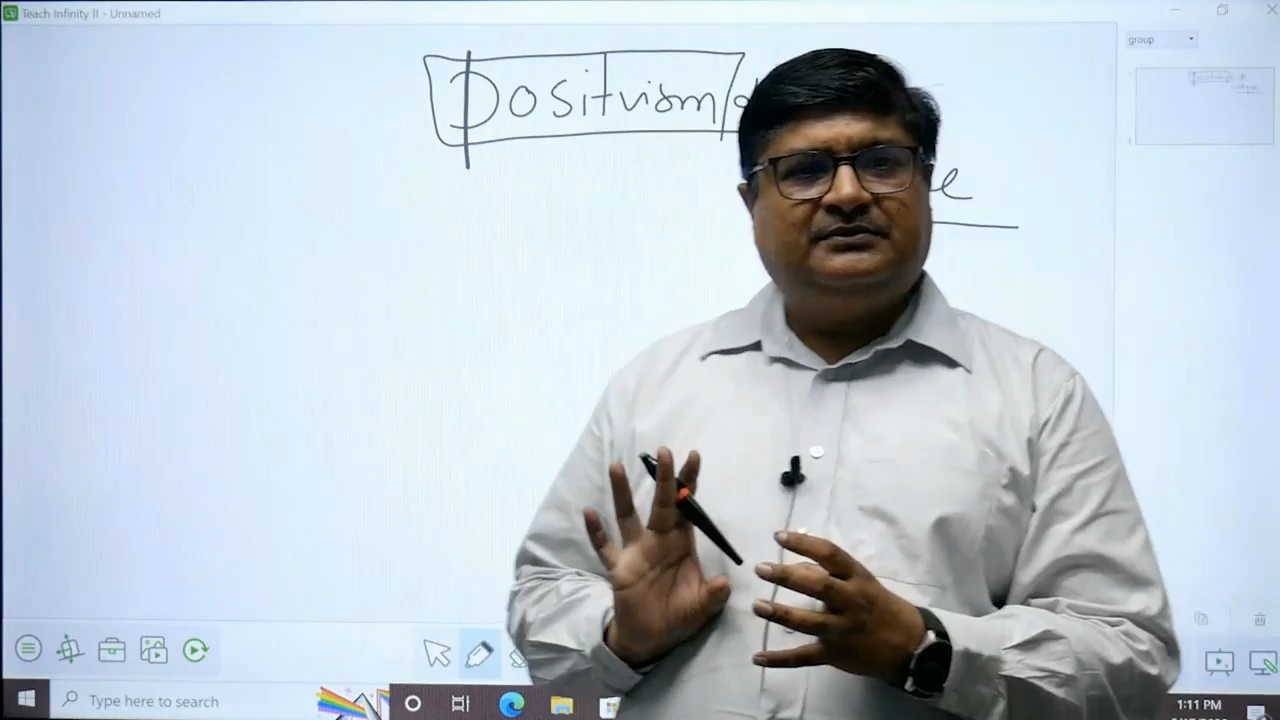 Teach Infinity II - Unnamed
group
Positvism
Type here to search
1:11 PM